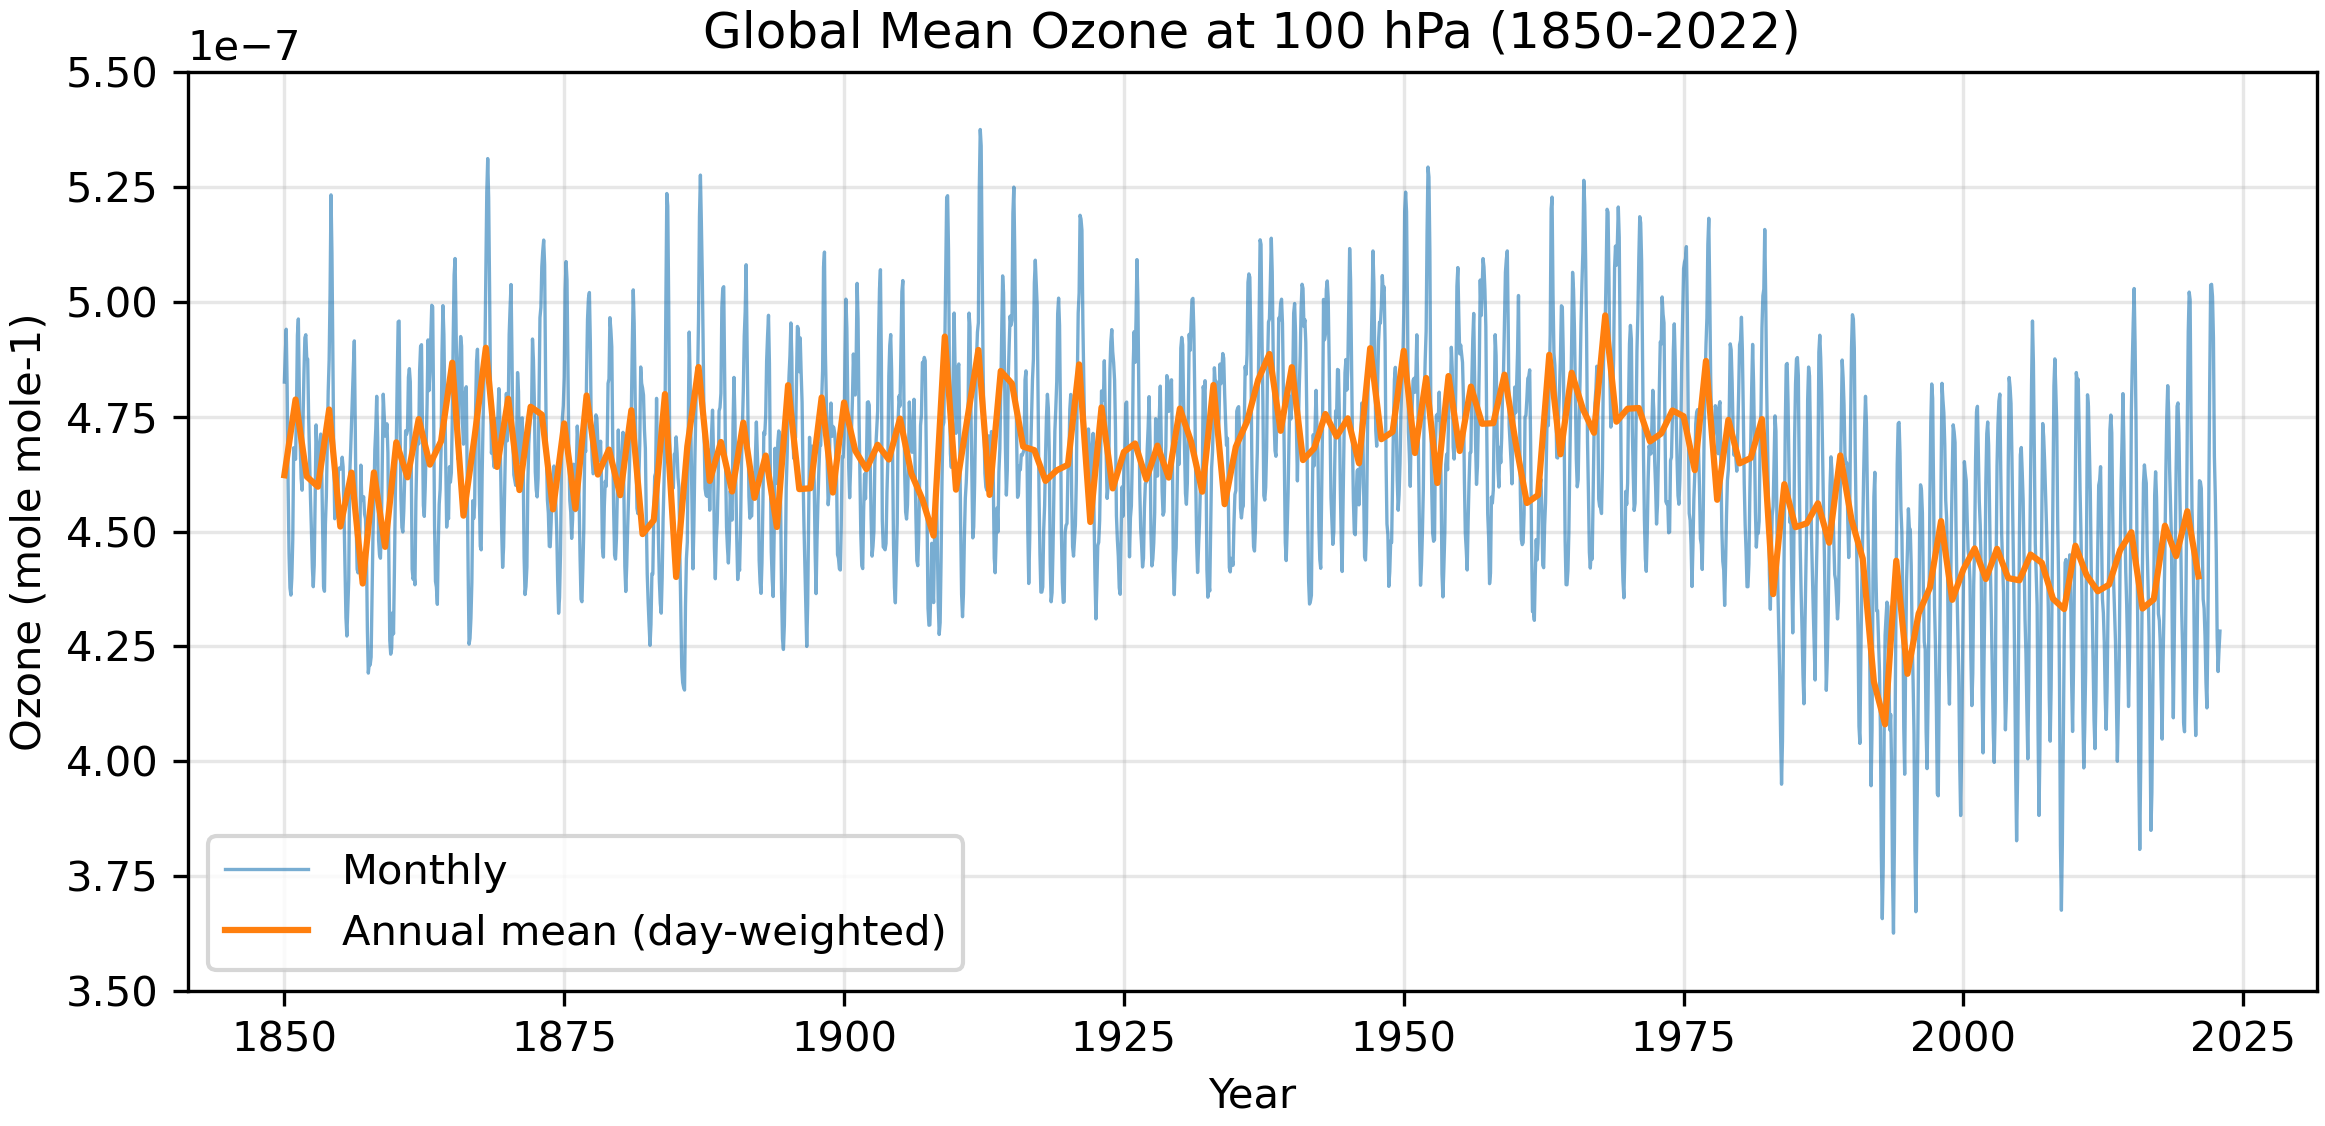 Global Mean Ozone at 100 hPa (1850-2022)
1e−7
5.50
5.25
5.00
4.75
4.50
4.25
4.00
3.75
3.50
Ozone (mole mole-1)
Monthly
Annual mean (day-weighted)
1850 1875 1900 1925 1950 1975 2000 2025
Year